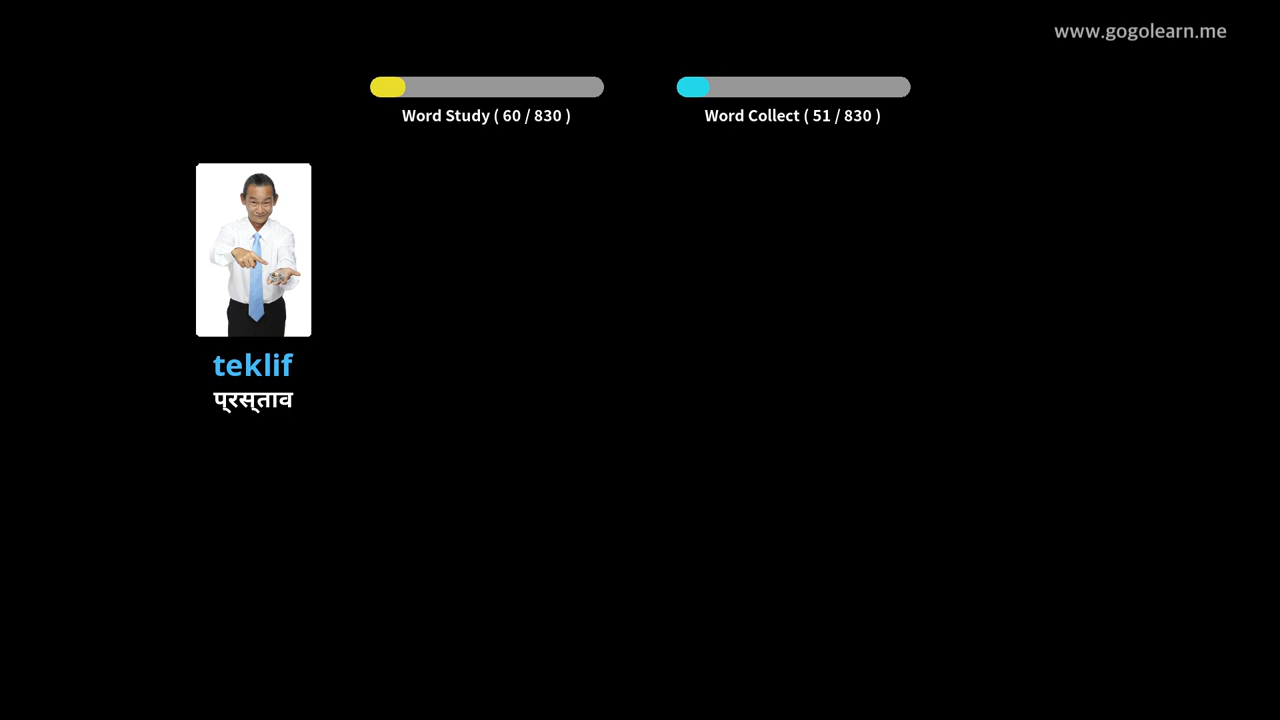 www.gogolearn.me
Word Study ( 60 / 830 )
Word Collect ( 51 / 830 )
teklif
प्रस्ताव